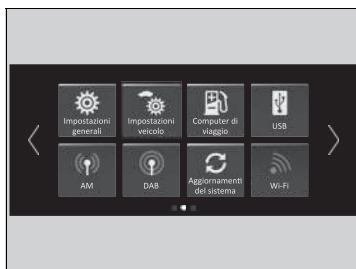 Impostazioni
generali
Impostazioni
veicolo
Computer di
viaggio
USB
AM
DAB
Aggiornamenti
del sistema
Wi-Fi